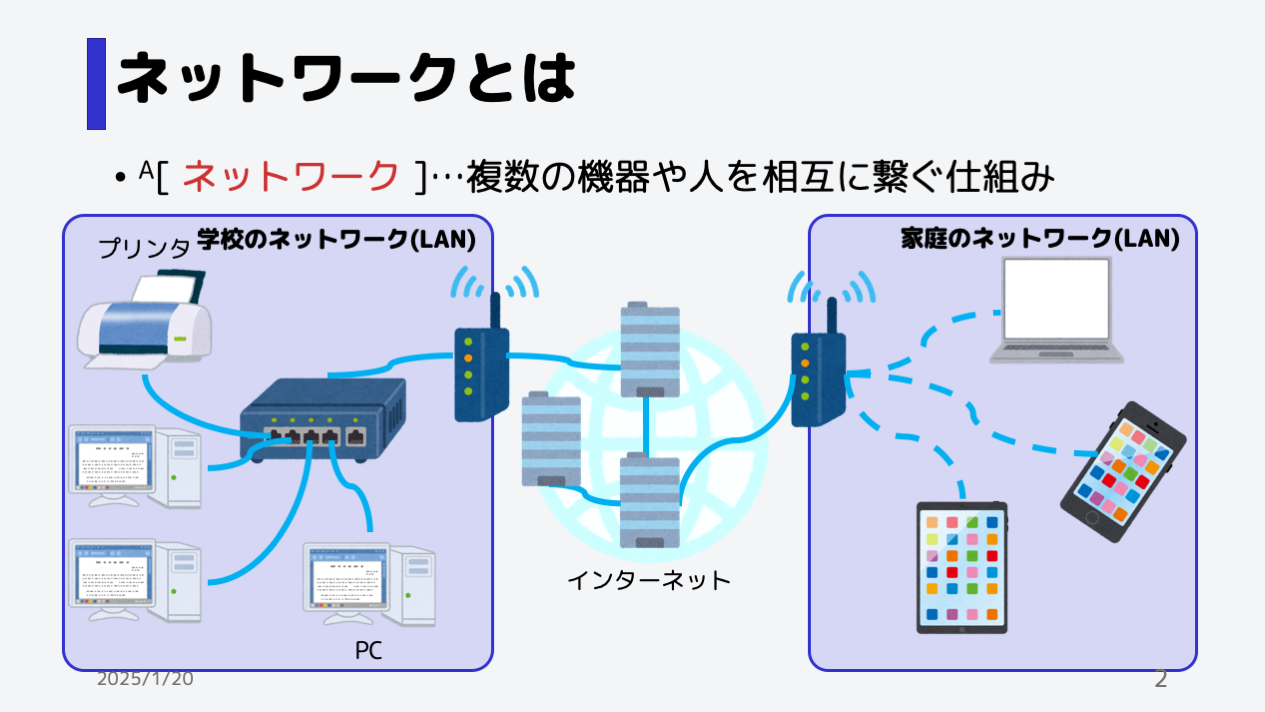 ネットワークとは
• A[ ネットワーク ]…複数の機器や人を相互に繋ぐ仕組み
プリンタ
学校のネットワーク(LAN)
家庭のネットワーク(LAN)
インターネット
PC
2025/1/20
2